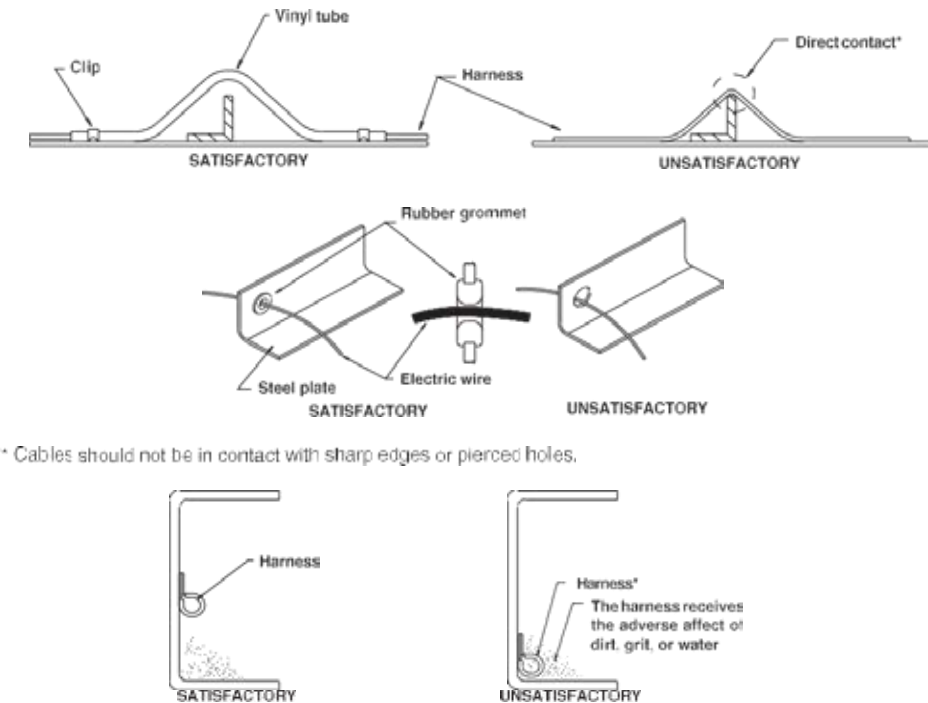 Vinyl tube
Direct contact*
Clip
Harness
SATISFACTORY
UNSATISFACTORY
Rubber grommet
Electric wire
Steel plate
SATISFACTORY
UNSATISFACTORY
* Cables should not be in contact with sharp edges or pierced holes.
Harness
Harness*
The harness receives
the adverse affect of
dirt, grit, or water
SATISFACTORY
UNSATISFACTORY